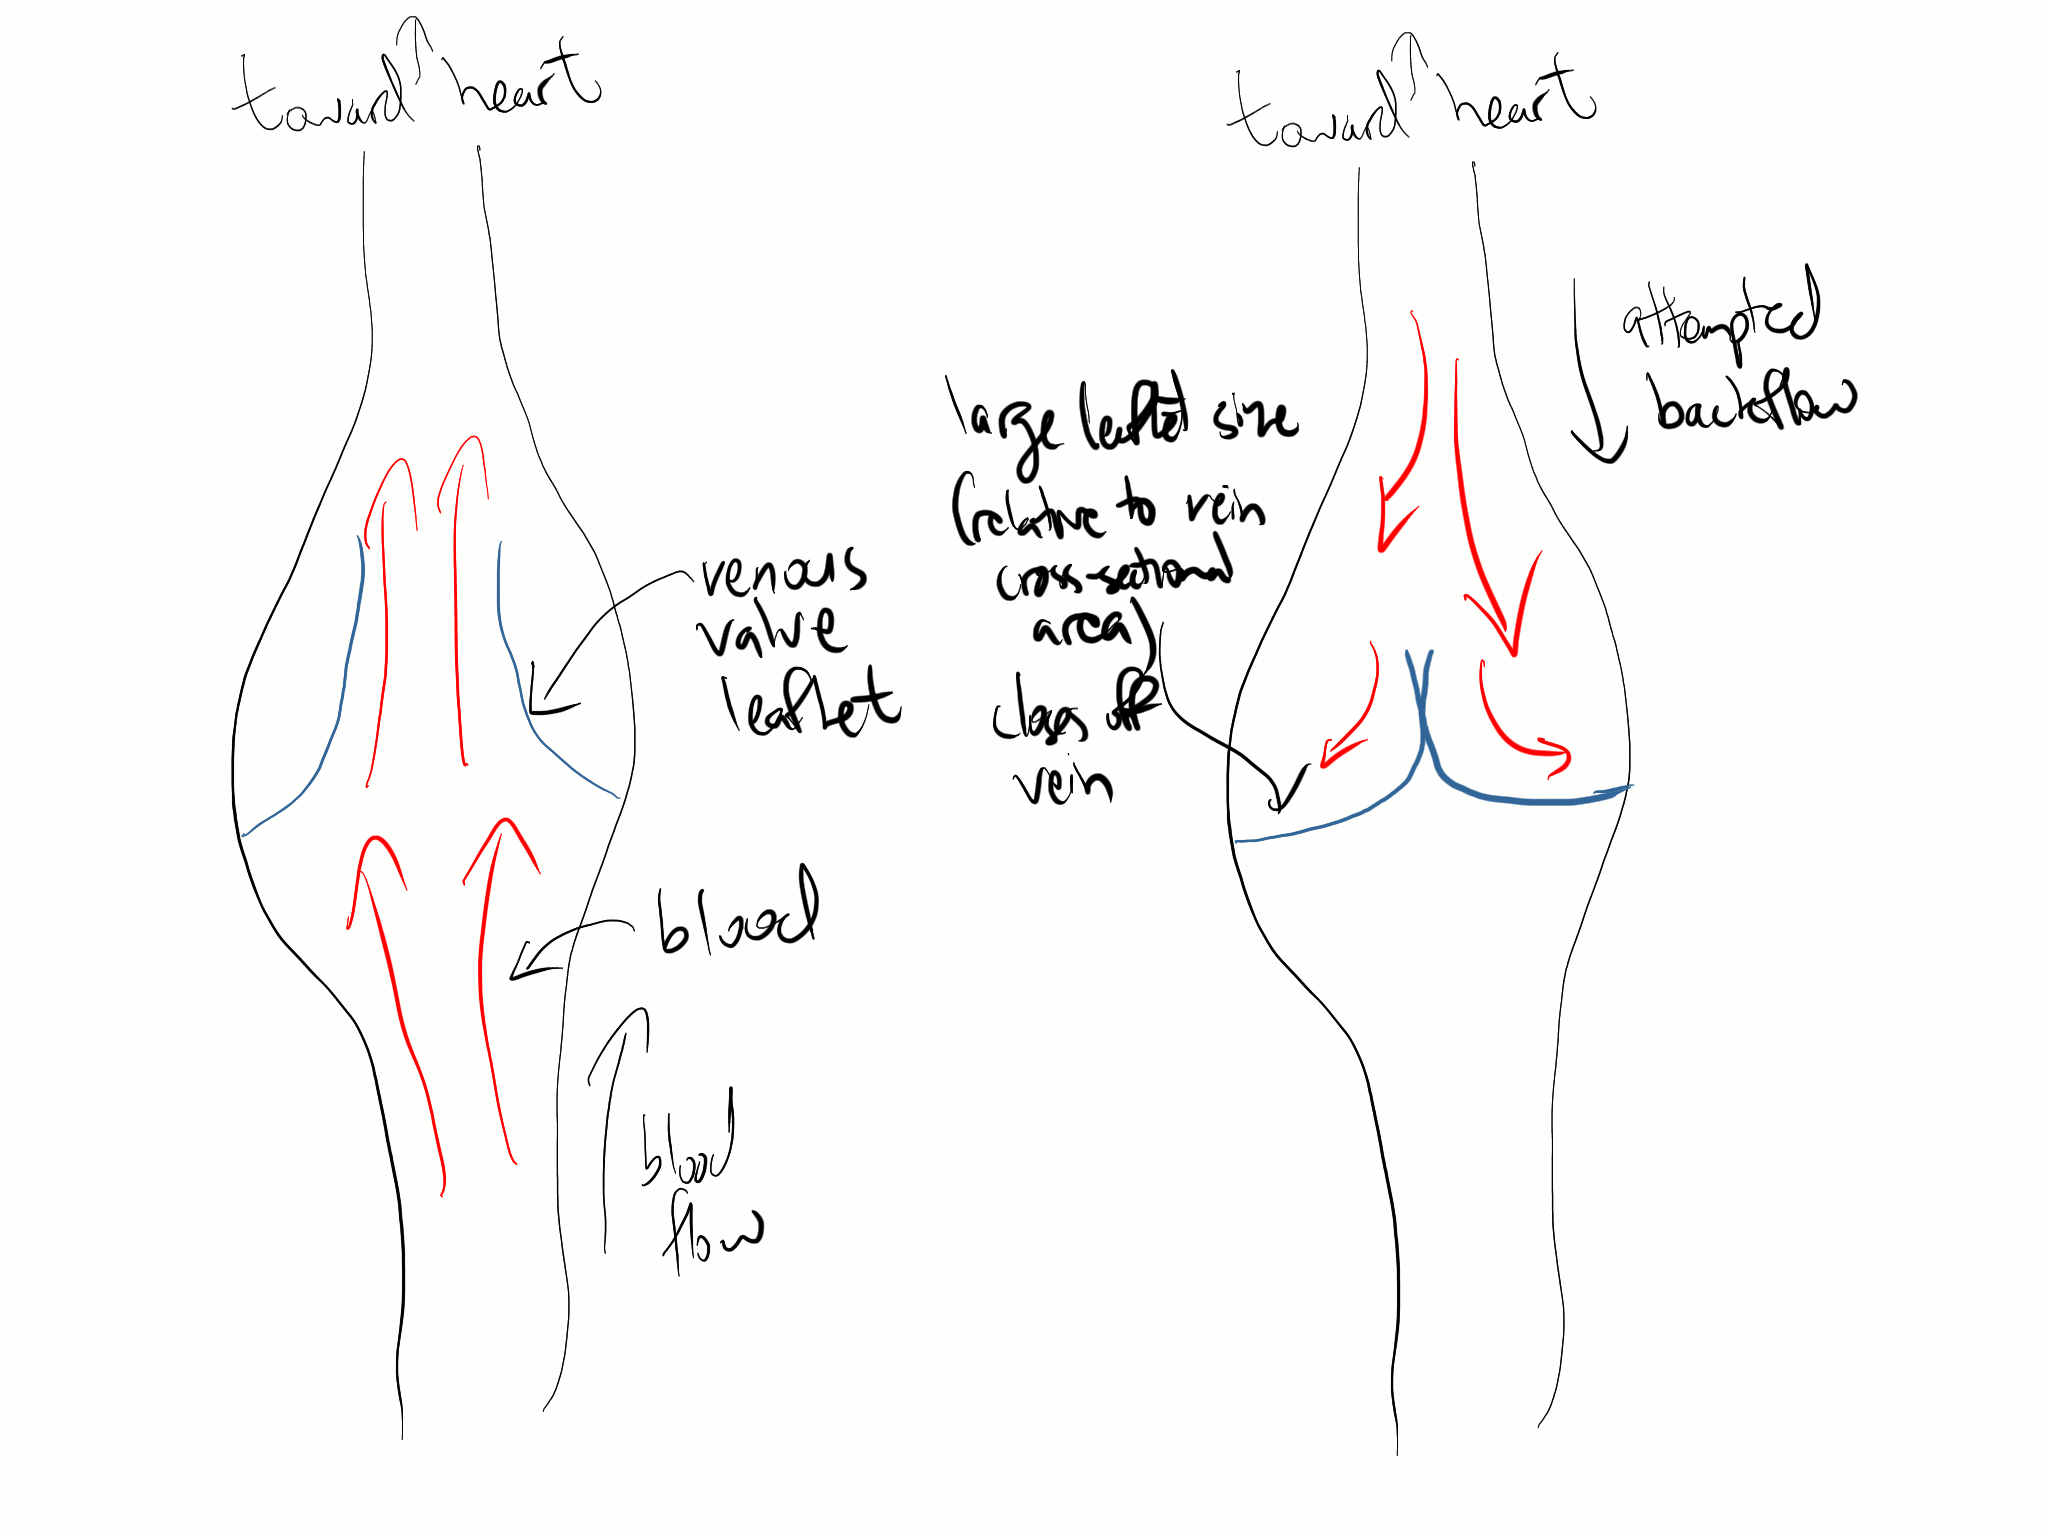 toward heart
venous
valve
leaflet
blood
blood
flow
toward heart
attempted
backflow
large leaflet size
(relative to vein
cross-sectional
area)
closes off
vein